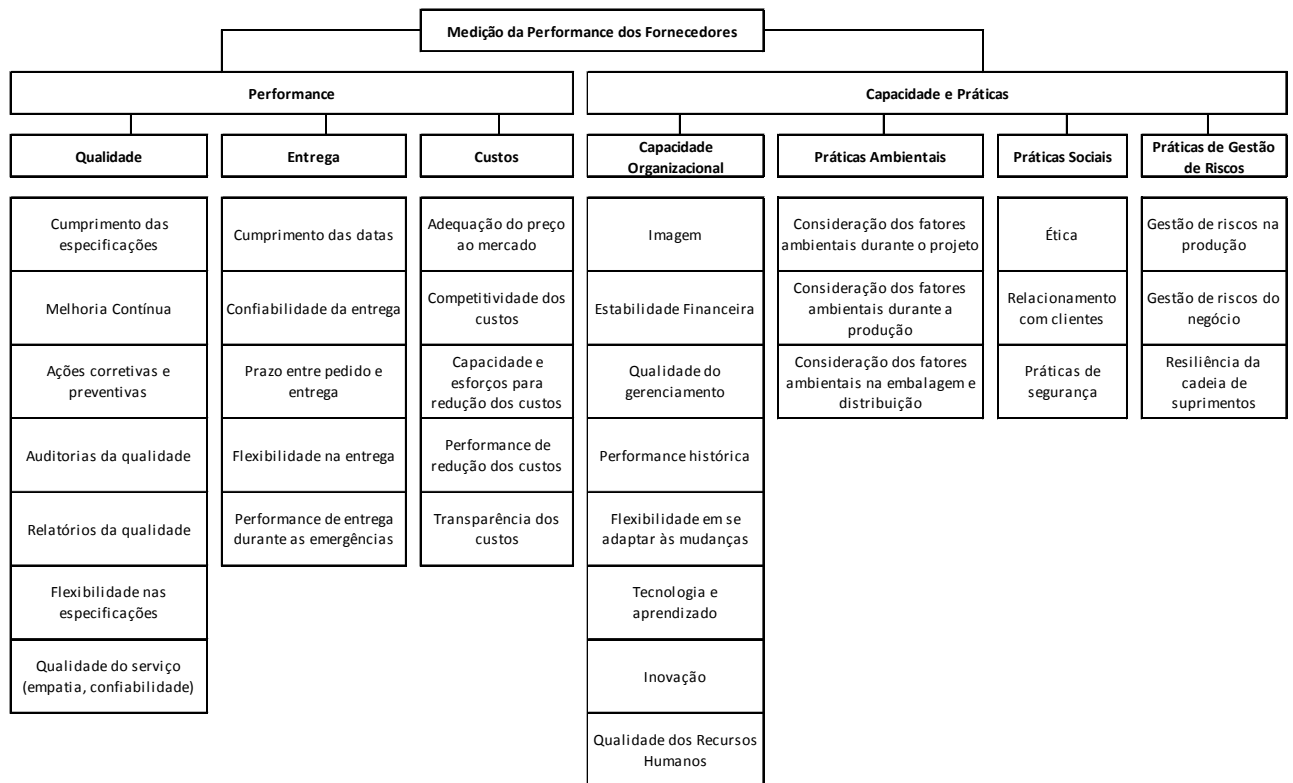 Medição da Performance dos Fornecedores
Performance
Capacidade e Práticas
Qualidade
Entrega
Custos
Capacidade
Organizacional
Práticas Ambientais
Práticas Sociais
Práticas de Gestão
de Riscos
Cumprimento das
especificações
Melhoria Contínua
Ações corretivas e
preventivas
Auditorias da qualidade
Relatórios da qualidade
Flexibilidade nas
especificações
Qualidade do serviço
(empatia, confiabilidade)
Cumprimento das datas
Confiabilidade da entrega
Prazo entre pedido e
entrega
Flexibilidade na entrega
Performance de entrega
durante as emergências
Adequação do preço
ao mercado
Competitividade dos
custos
Capacidade e
esforços para
redução dos custos
Performance de
redução dos custos
Transparência dos
custos
Imagem
Estabilidade Financeira
Qualidade do
gerenciamento
Performance histórica
Flexibilidade em se
adaptar às mudanças
Tecnologia e
aprendizado
Inovação
Qualidade dos Recursos
Humanos
Consideração dos fatores
ambientais durante o projeto
Consideração dos fatores
ambientais durante a
produção
Consideração dos fatores
ambientais na embalagem e
distribuição
Ética
Relacionamento
com clientes
Práticas de
segurança
Gestão de riscos na
produção
Gestão de riscos do
negócio
Resiliência da
cadeia de
suprimentos